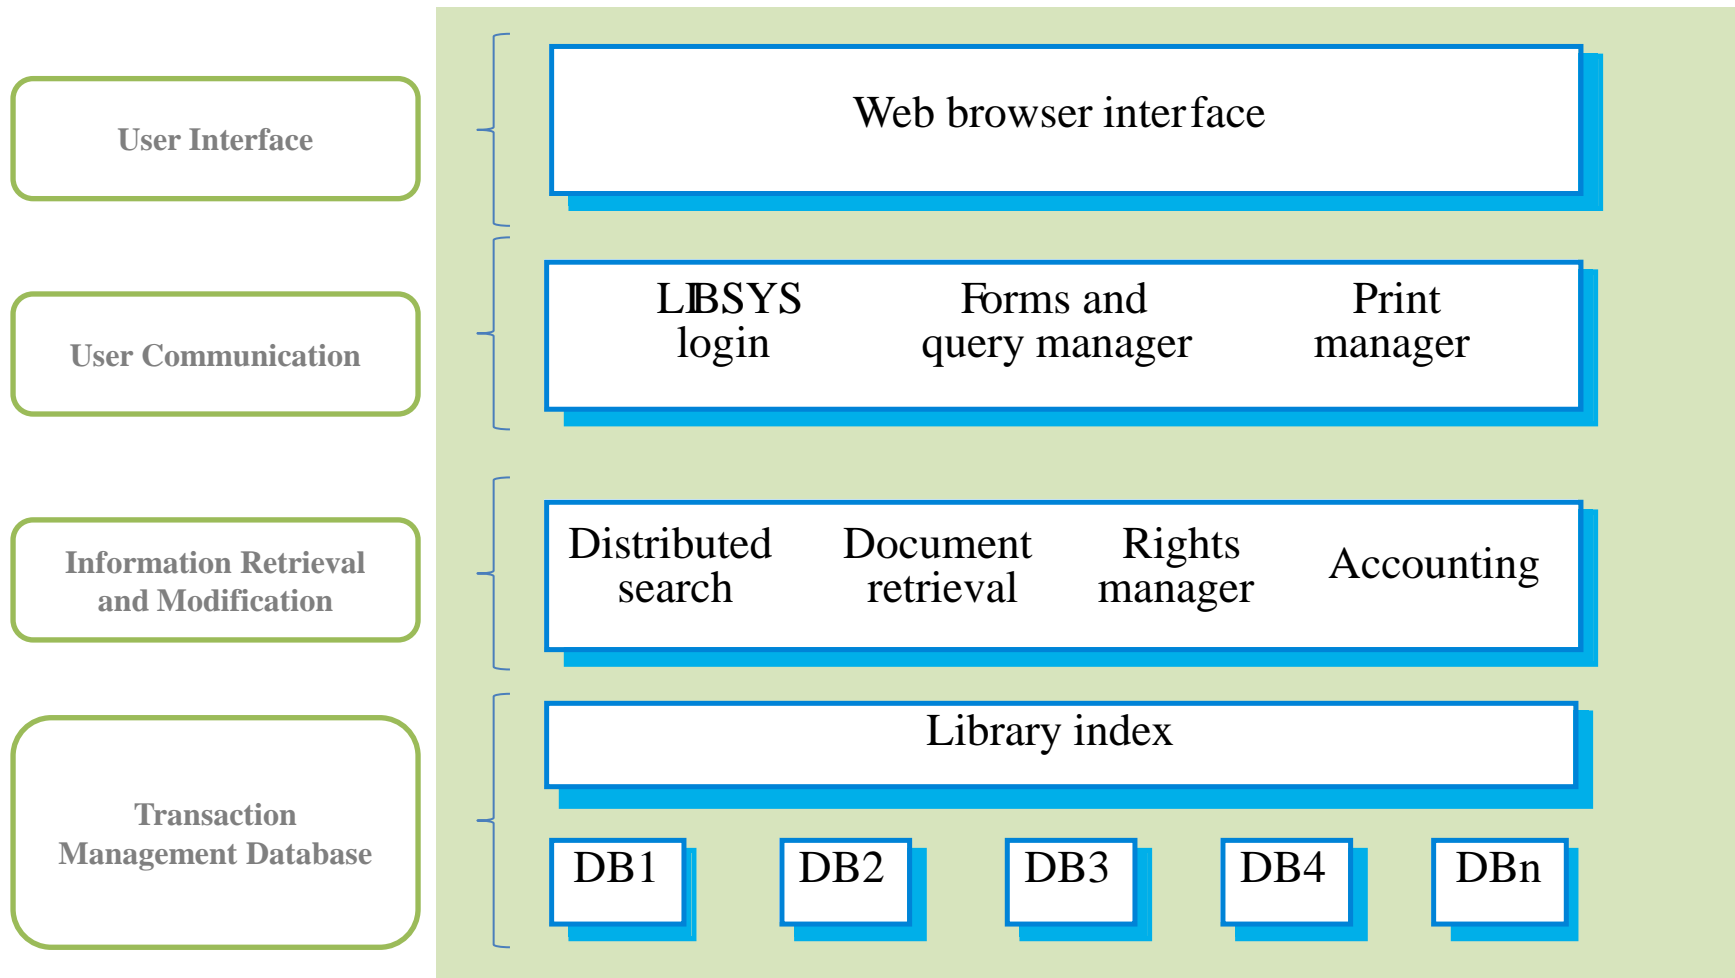 User Interface
Web browser interface
User Communication
LIBSYS
login
Forms and
query manager
Print
manager
Information Retrieval
and Modification
Distributed
search
Document
retrieval
Rights
manager
Accounting
Transaction
Management Database
Library index
DB1
DB2
DB3
DB4
DBn